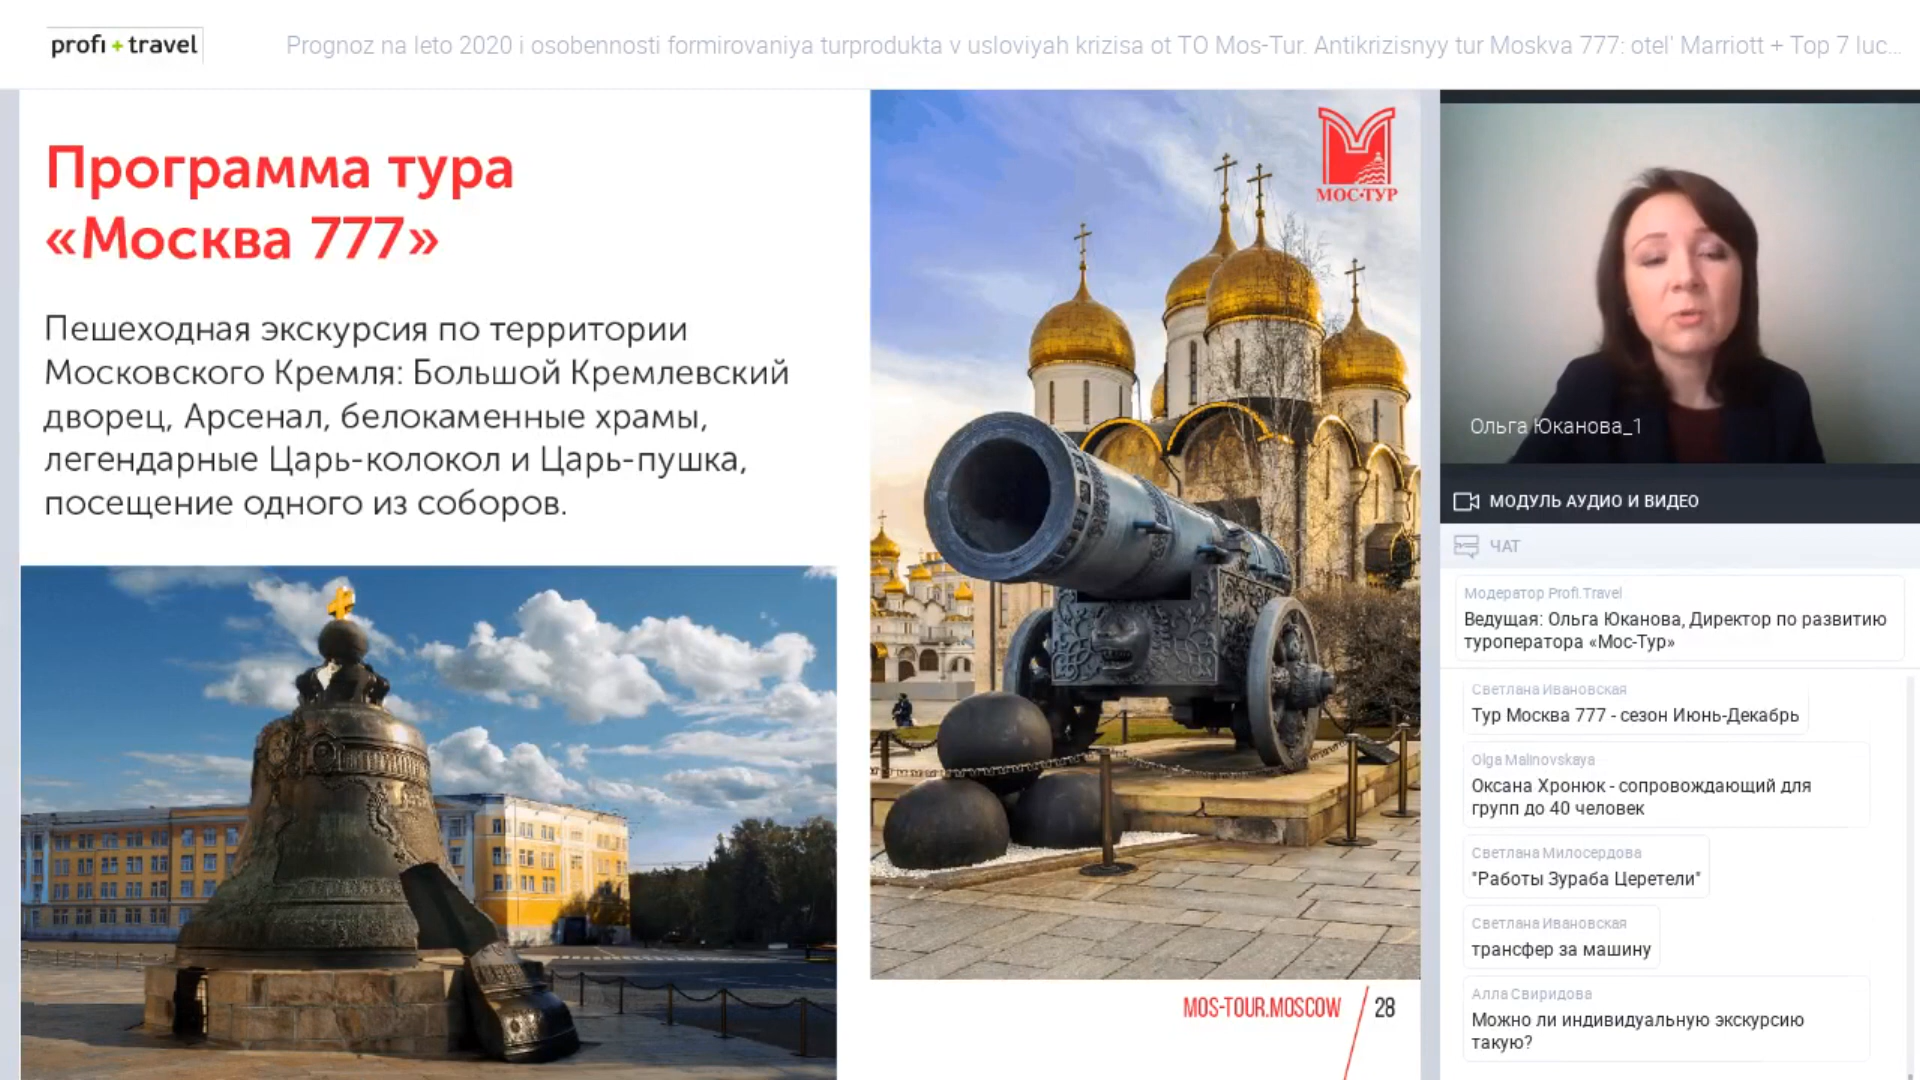 profi + travel
Prognoz na leto 2020 i osobennosti formirovaniya turprodukta v usloviyah krizisa ot TO Mos-Tur. Antikrizisnyy tur Moskva 777: otel' Marriott + Top 7 luc...
Программа тура
«Москва 777»
Пешеходная экскурсия по территории
Московского Кремля: Большой Кремлевский
дворец, Арсенал, белокаменные храмы,
легендарные Царь-колокол и Царь-пушка,
посещение одного из соборов.
МОС-ТУР
MOS-TOUR.MOSCOW
28
Ольга Юканова_1
МОДУЛЬ АУДИО И ВИДЕО
ЧАТ
Модератор Profi.Travel
Ведущая: Ольга Юканова, Директор по развитию
туроператора «Мос-Тур»
Светлана Ивановская
Тур Москва 777 - сезон Июнь-Декабрь
Olga Malinovskaya
Оксана Хронюк - сопровождающий для
групп до 40 человек
Светлана Милосердова
"Работы Зураба Церетели"
Светлана Ивановская
трансфер за машину
Алла Свиридова
Можно ли индивидуальную экскурсию
такую?